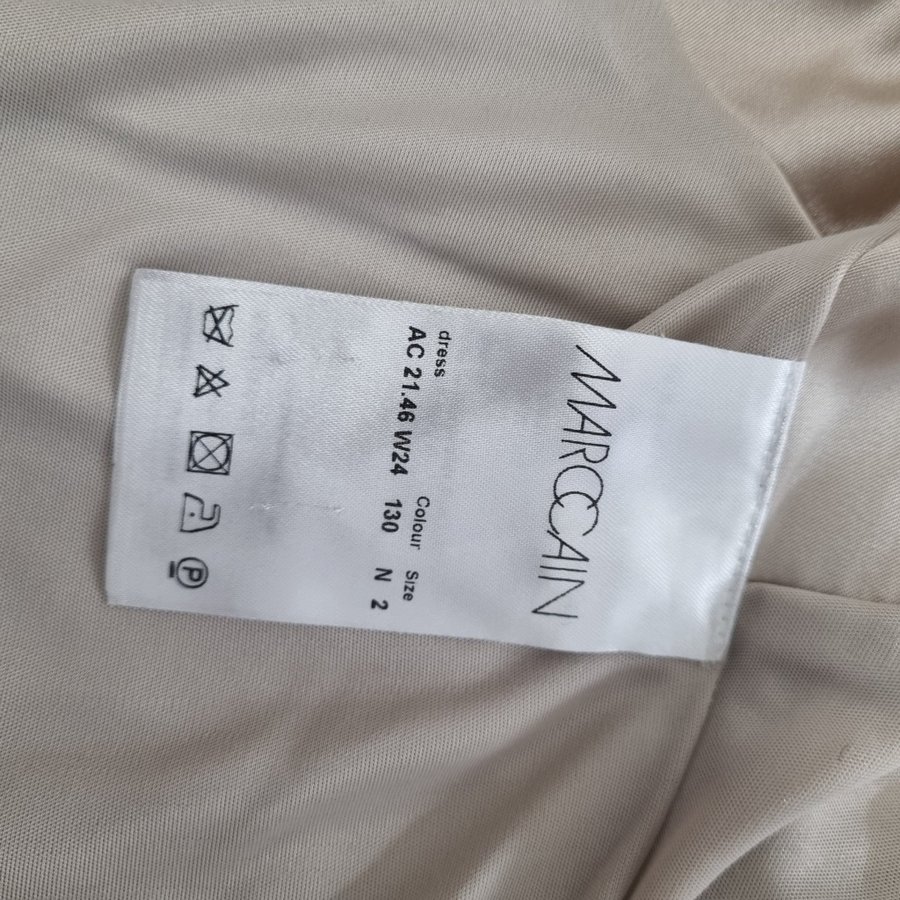 MARCCAIN
dress Colour Size
AC 21.46 W24 130 N 2
P